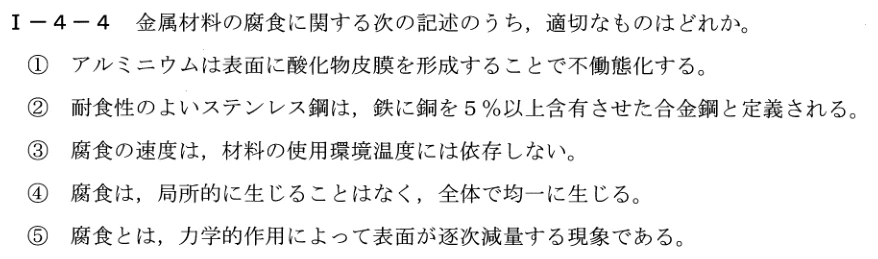 Ⅰ－４－４　金属材料の腐食に関する次の記述のうち，適切なものはどれか。
①　アルミニウムは表面に酸化物皮膜を形成することで不働態化する。
②　耐食性のよいステンレス鋼は，鉄に銅を５％以上含有させた合金鋼と定義される。
③　腐食の速度は，材料の使用環境温度には依存しない。
④　腐食は，局所的に生じることはなく，全体で均一に生じる。
⑤　腐食とは，力学的作用によって表面が逐次減量する現象である。